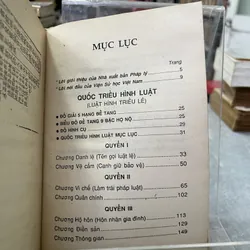 MỤC LỤC
Trang
* Lời giới thiệu của Nhà xuất bản Pháp lý 5
* Lời nói đầu của Viện Sử học Việt Nam 9
QUỐC TRIỀU HÌNH LUẬT
(LUẬT HÌNH TRIỀU LÊ)
● ĐỒ GIẢI 5 HẠNG ĐỂ TANG 25
● BIỂU ĐỒ ĐỂ TANG 9 BẬC HỌ NỘI
● ĐỒ HÌNH CỤ 25
● QUỐC TRIỀU HÌNH LUẬT MỤC LỤC 31
QUYỂN I
Chương Danh lệ (Tên gọi luật lệ) 33
Chương Vệ cấm (Canh giữ bảo vệ) 50
QUYỂN II
Chương Vi chế (Làm trái pháp luật) 65
Chương Quân chính 102
QUYỂN III
Chương Hộ hôn (Hôn nhân gia đình) 113
Chương Điền sản 129
Chương Thông gian 149